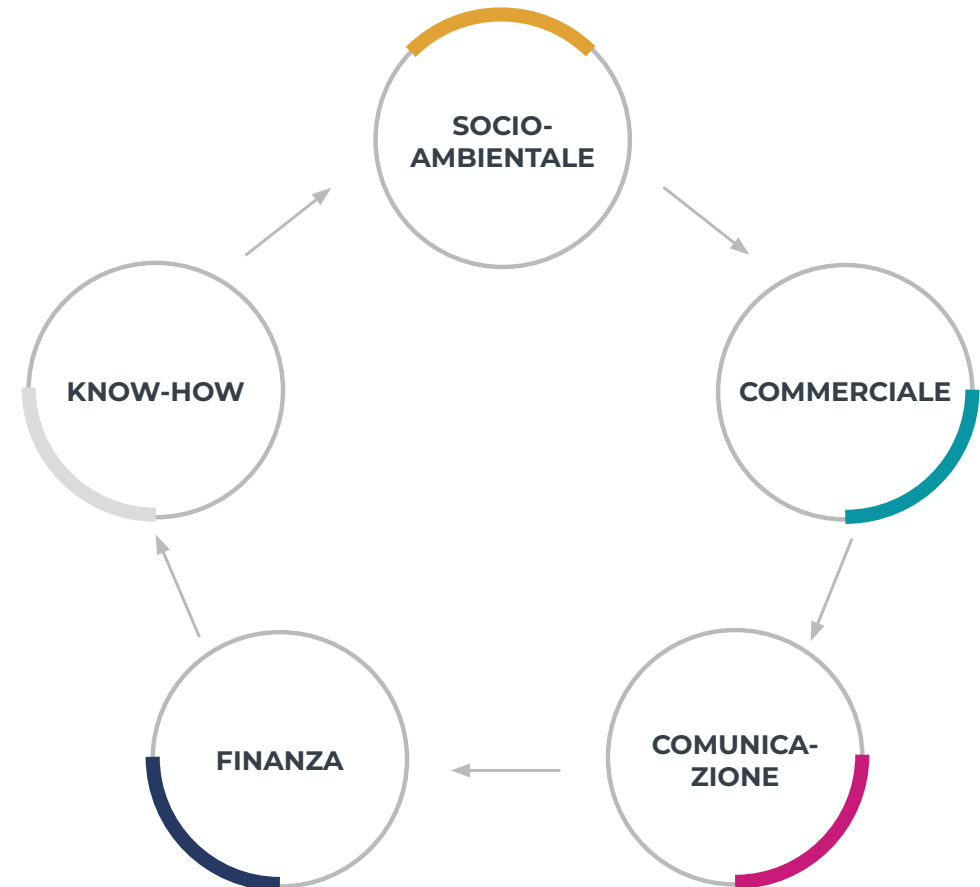 SOCIO-
AMBIENTALE
KNOW-HOW
COMMERCIALE
COMUNICA-
ZIONE
FINANZA